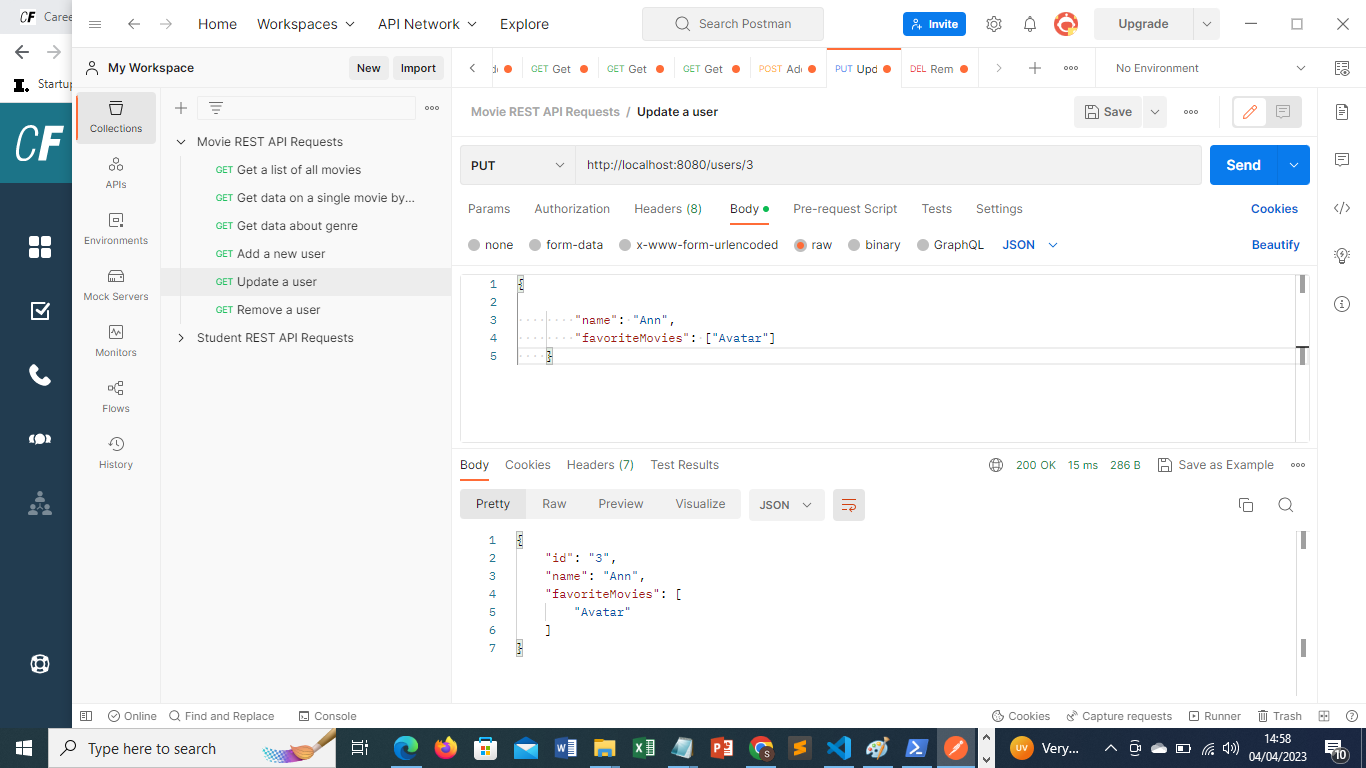 CF Caree
Startu
CF
Home Workspaces API Network Explore
Search Postman
Invite
Upgrade
My Workspace
New Import
GET Get
GET Get
GET Get
POST Add
PUT Upd
DEL Rem
No Environment
Collections
APIs
Environments
Mock Servers
Monitors
Flows
History
Movie REST API Requests
GET Get a list of all movies
GET Get data on a single movie by...
GET Get data about genre
GET Add a new user
GET Update a user
GET Remove a user
Student REST API Requests
Movie REST API Requests / Update a user
Save
PUT http://localhost:8080/users/3
Send
Params Authorization Headers (8) Body Pre-request Script Tests Settings Cookies
none form-data x-www-form-urlencoded raw binary GraphQL JSON Beautify
1 {
2
3 "name": "Ann",
4 "favoriteMovies": ["Avatar"]
5 }
Body Cookies Headers (7) Test Results
200 OK 15 ms 286 B Save as Example
Pretty Raw Preview Visualize JSON
1 {
2 "id": "3",
3 "name": "Ann",
4 "favoriteMovies": [
5 "Avatar"
6 ]
7 }
Online Find and Replace Console
Cookies Capture requests Runner Trash
Type here to search
UV Very...
14:58
04/04/2023
10